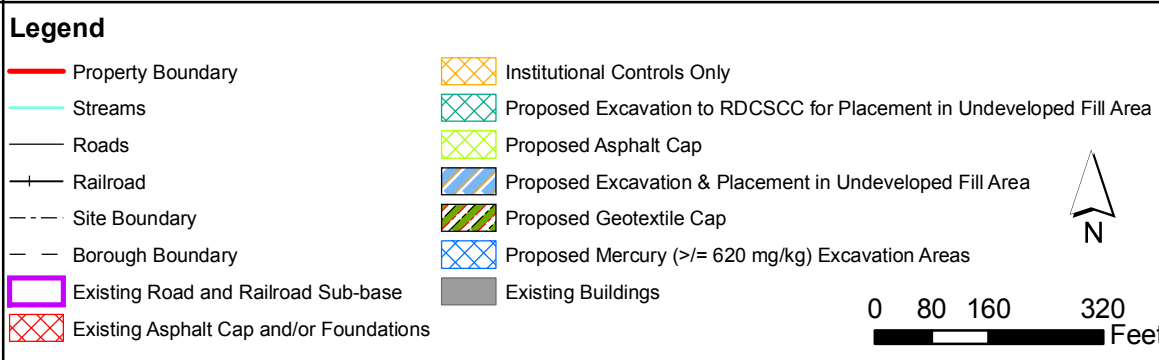 Legend
Property Boundary
Streams
Roads
Railroad
Site Boundary
Borough Boundary
Existing Road and Railroad Sub-base
Existing Asphalt Cap and/or Foundations
Institutional Controls Only
Proposed Excavation to RDCSCC for Placement in Undeveloped Fill Area
Proposed Asphalt Cap
Proposed Excavation & Placement in Undeveloped Fill Area
Proposed Geotextile Cap
Proposed Mercury (>/= 620 mg/kg) Excavation Areas
Existing Buildings
N
0 80 160 320
Feet